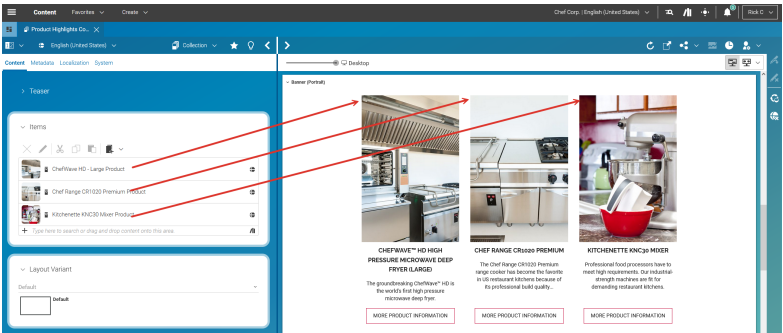 Content Favorites Create Chef Corp. | English (United States) Rick C
Product Highlights Co...
English (United States) Collection
Content Metadata Localization System
Desktop
Teaser
Items
ChefWave HD - Large Product
Chef Range CR1020 Premium Product
Kitchenette KNC30 Mixer Product
Type here to search or drag and drop content onto this area.
Layout Variant
Default
Default
Banner (Portrait)
CHEFWAVE™ HD HIGH
PRESSURE MICROWAVE DEEP
FRYER (LARGE)
The groundbreaking ChefWave™ HD is
the world's first high pressure
microwave deep fryer.
MORE PRODUCT INFORMATION
CHEF RANGE CR1020 PREMIUM
The Chef Range CR1020 Premium
range cooker has become the favorite
in US restaurant kitchens because of
its professional build quality...
MORE PRODUCT INFORMATION
KITCHENETTE KNC30 MIXER
Professional food processors have to
meet high requirements. Our industrial-
strength machines are fit for
demanding restaurant kitchens.
MORE PRODUCT INFORMATION